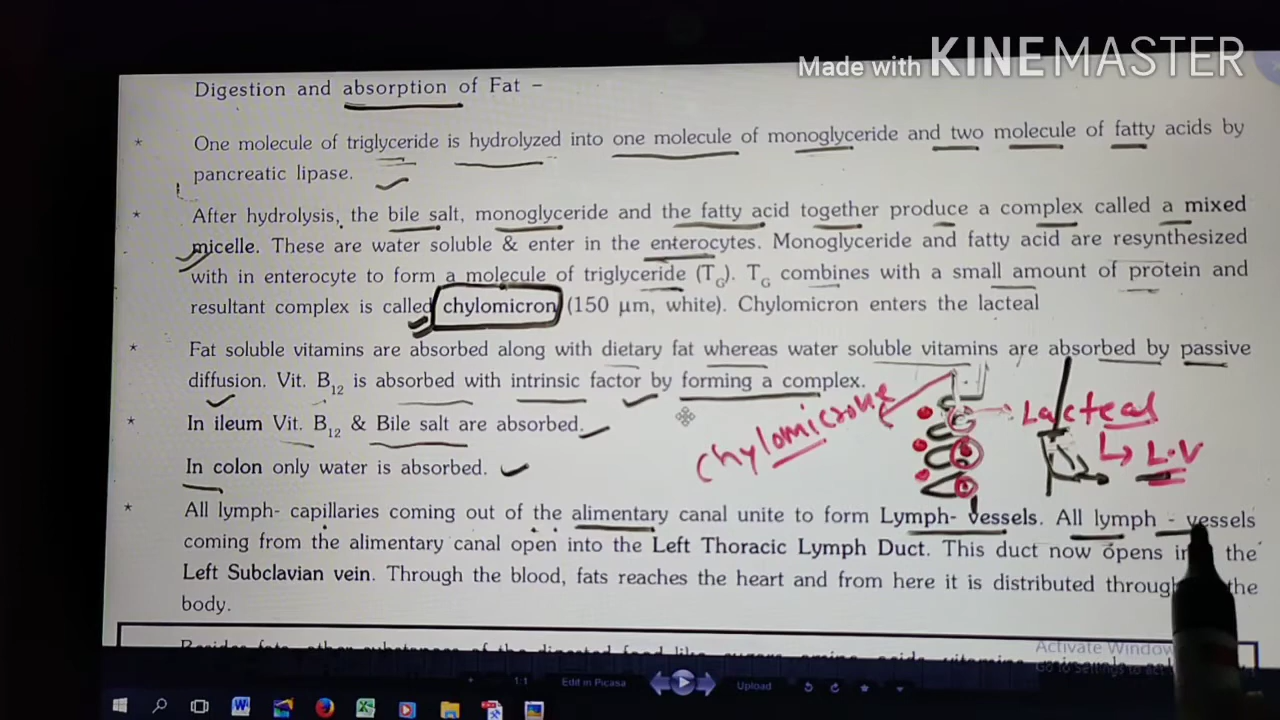 Made with KINEMASTER
Digestion and absorption of Fat –
* One molecule of triglyceride is hydrolyzed into one molecule of monoglyceride and two molecule of fatty acids by
pancreatic lipase.
* After hydrolysis, the bile salt, monoglyceride and the fatty acid together produce a complex called a mixed
micelle. These are water soluble & enter in the enterocytes. Monoglyceride and fatty acid are resynthesized
with in enterocyte to form a molecule of triglyceride (TG). TG combines with a small amount of protein and
resultant complex is called chylomicron (150 µm, white). Chylomicron enters the lacteal
* Fat soluble vitamins are absorbed along with dietary fat whereas water soluble vitamins are absorbed by passive
diffusion. Vit. B12 is absorbed with intrinsic factor by forming a complex.
Chylomicrone
Lacteal
L.V
* In ileum Vit. B12 & Bile salt are absorbed.
In colon only water is absorbed.
* All lymph- capillaries coming out of the alimentary canal unite to form Lymph- vessels. All lymph - vessels
coming from the alimentary canal open into the Left Thoracic Lymph Duct. This duct now opens the
Left Subclavian vein. Through the blood, fats reaches the heart and from here it is distributed the
body.
Activate Windows
1:1 Edit in Picasa Upload